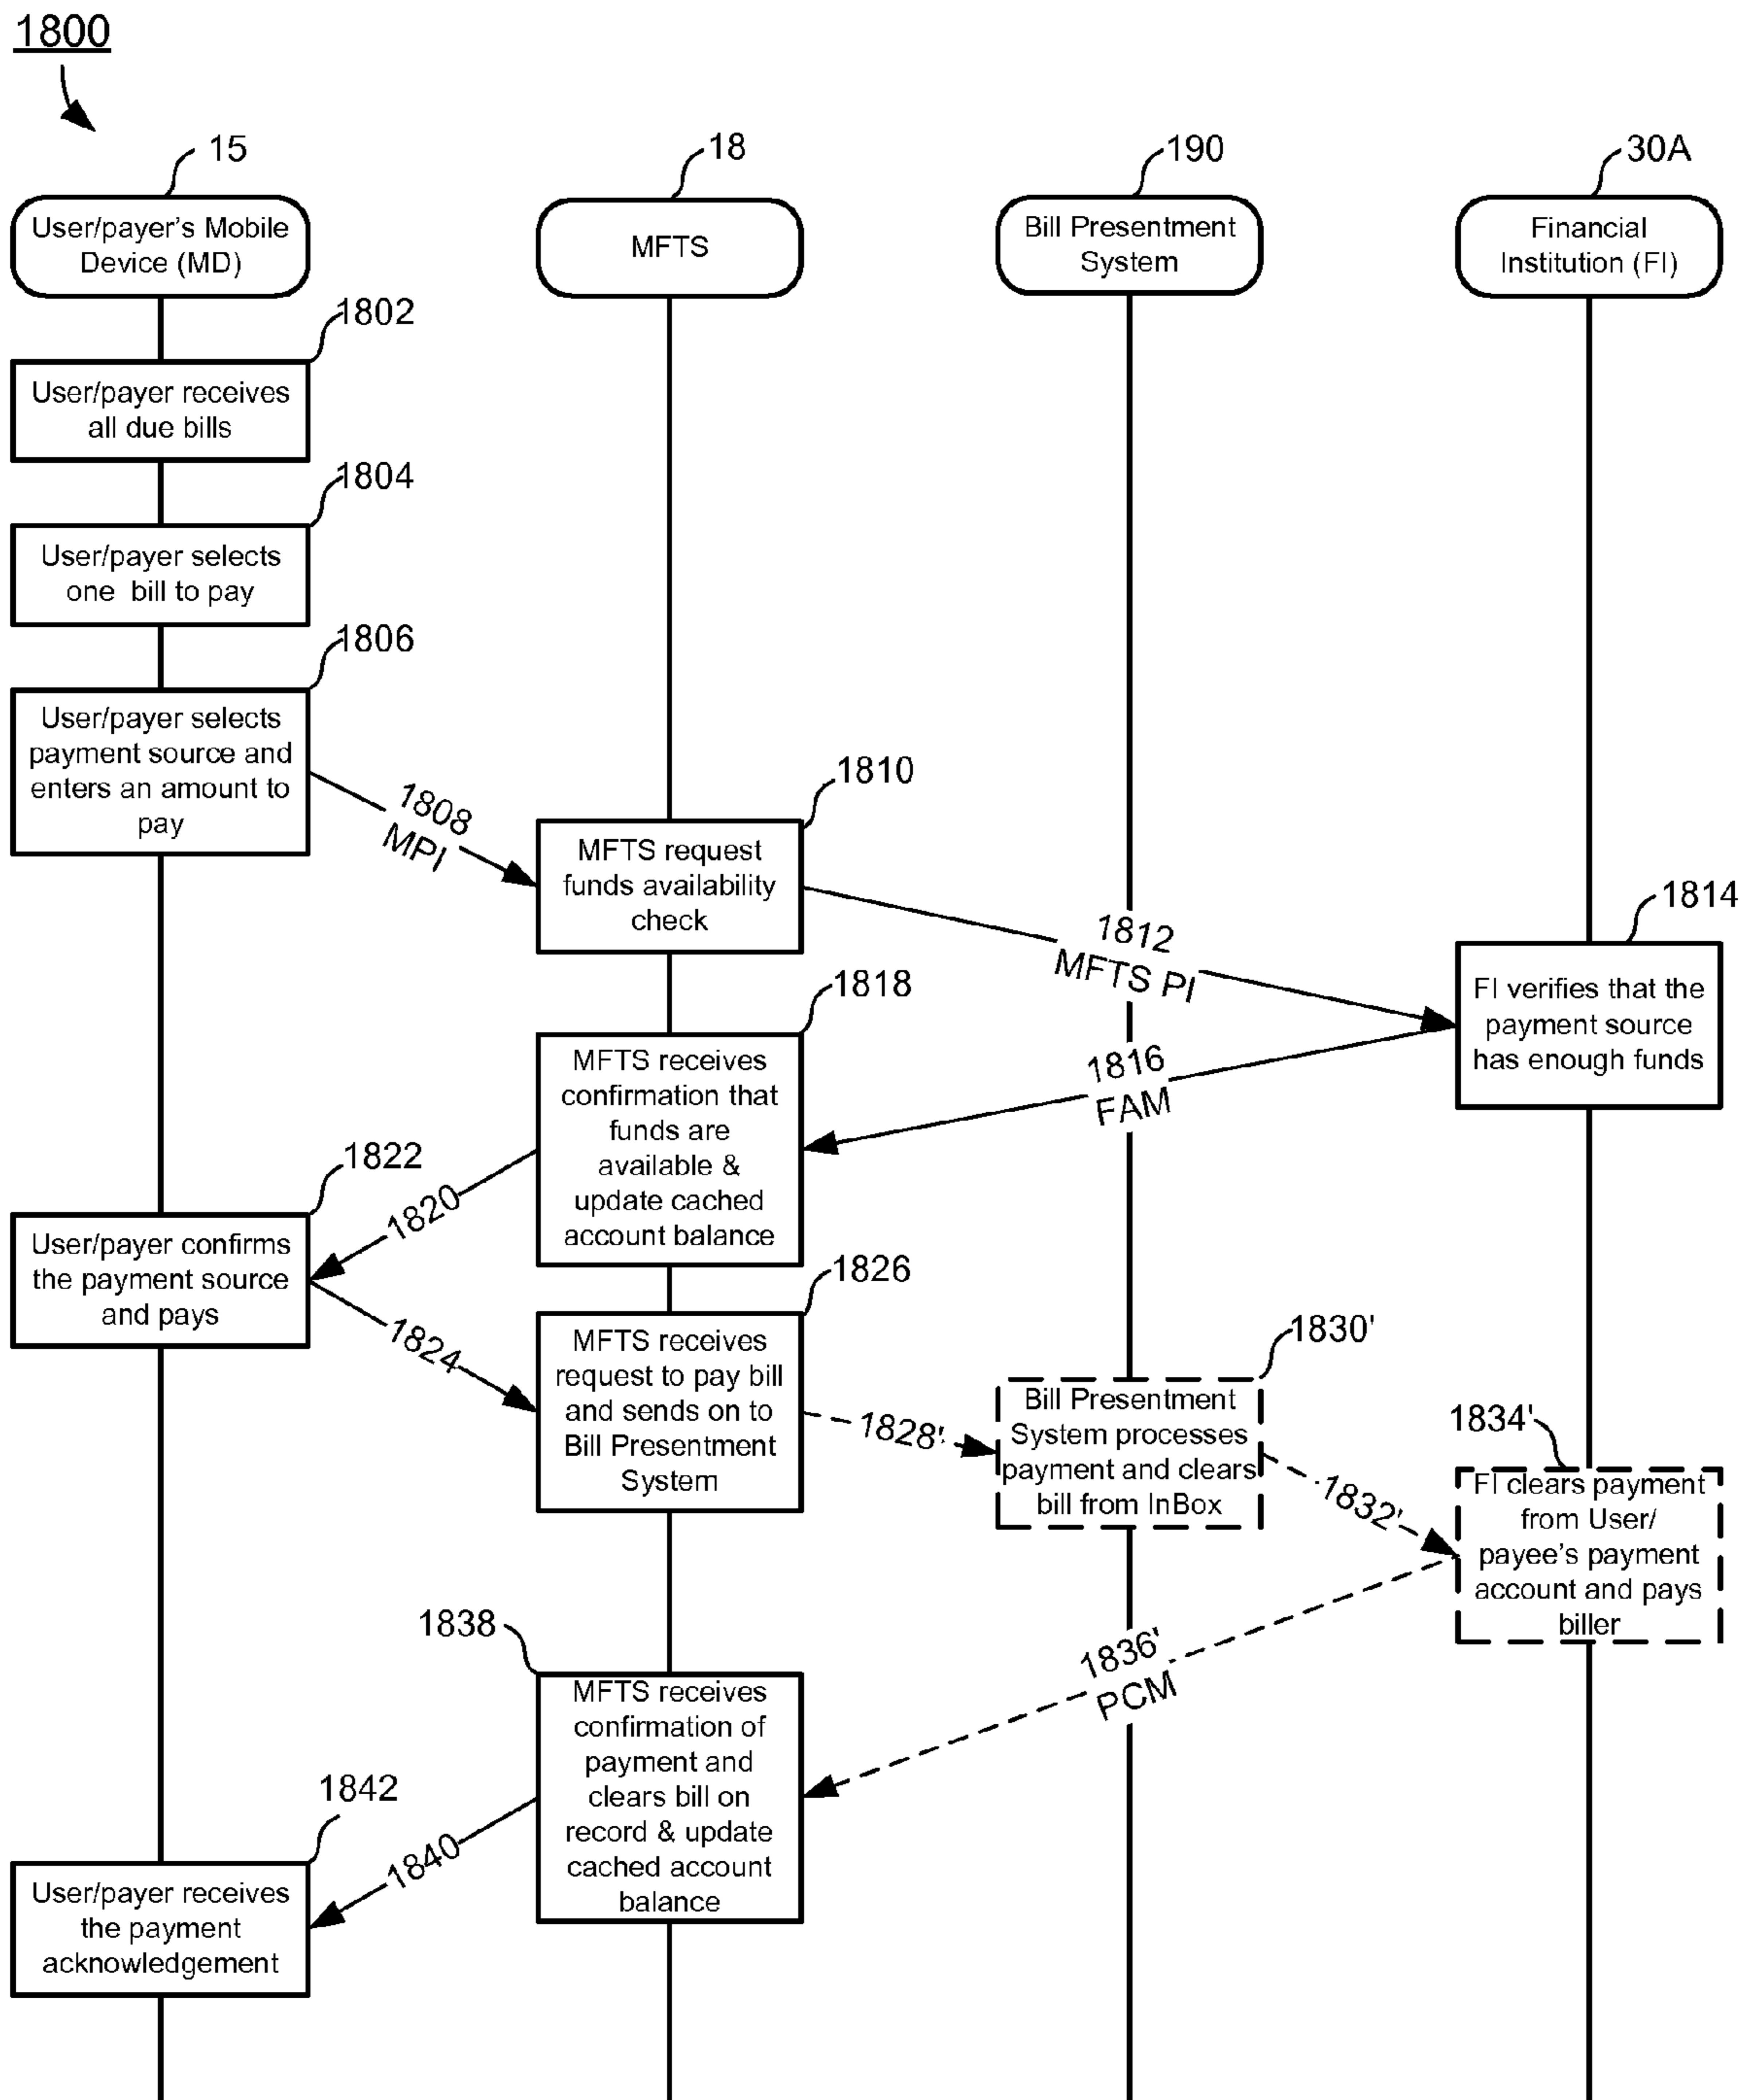 1800
15
18
190
30A
User/payer's Mobile
Device (MD)
MFTS
Bill Presentment
System
Financial
Institution (FI)
1802
User/payer receives
all due bills
1804
User/payer selects
one bill to pay
1806
User/payer selects
payment source and
enters an amount to
pay
1808
MPI
1810
MFTS request
funds availability
check
1812
MFTS PI
1814
FI verifies that the
payment source
has enough funds
1816
FAM
1818
MFTS receives
confirmation that
funds are
available &
update cached
account balance
1820
1822
User/payer confirms
the payment source
and pays
1824
1826
MFTS receives
request to pay bill
and sends on to
Bill Presentment
System
1828'
1830'
Bill Presentment
System processes
payment and clears
bill from InBox
1832'
1834'
FI clears payment
from User/
payee's payment
account and pays
biller
1836'
PCM
1838
MFTS receives
confirmation of
payment and
clears bill on
record & update
cached account
balance
1840
1842
User/payer receives
the payment
acknowledgement